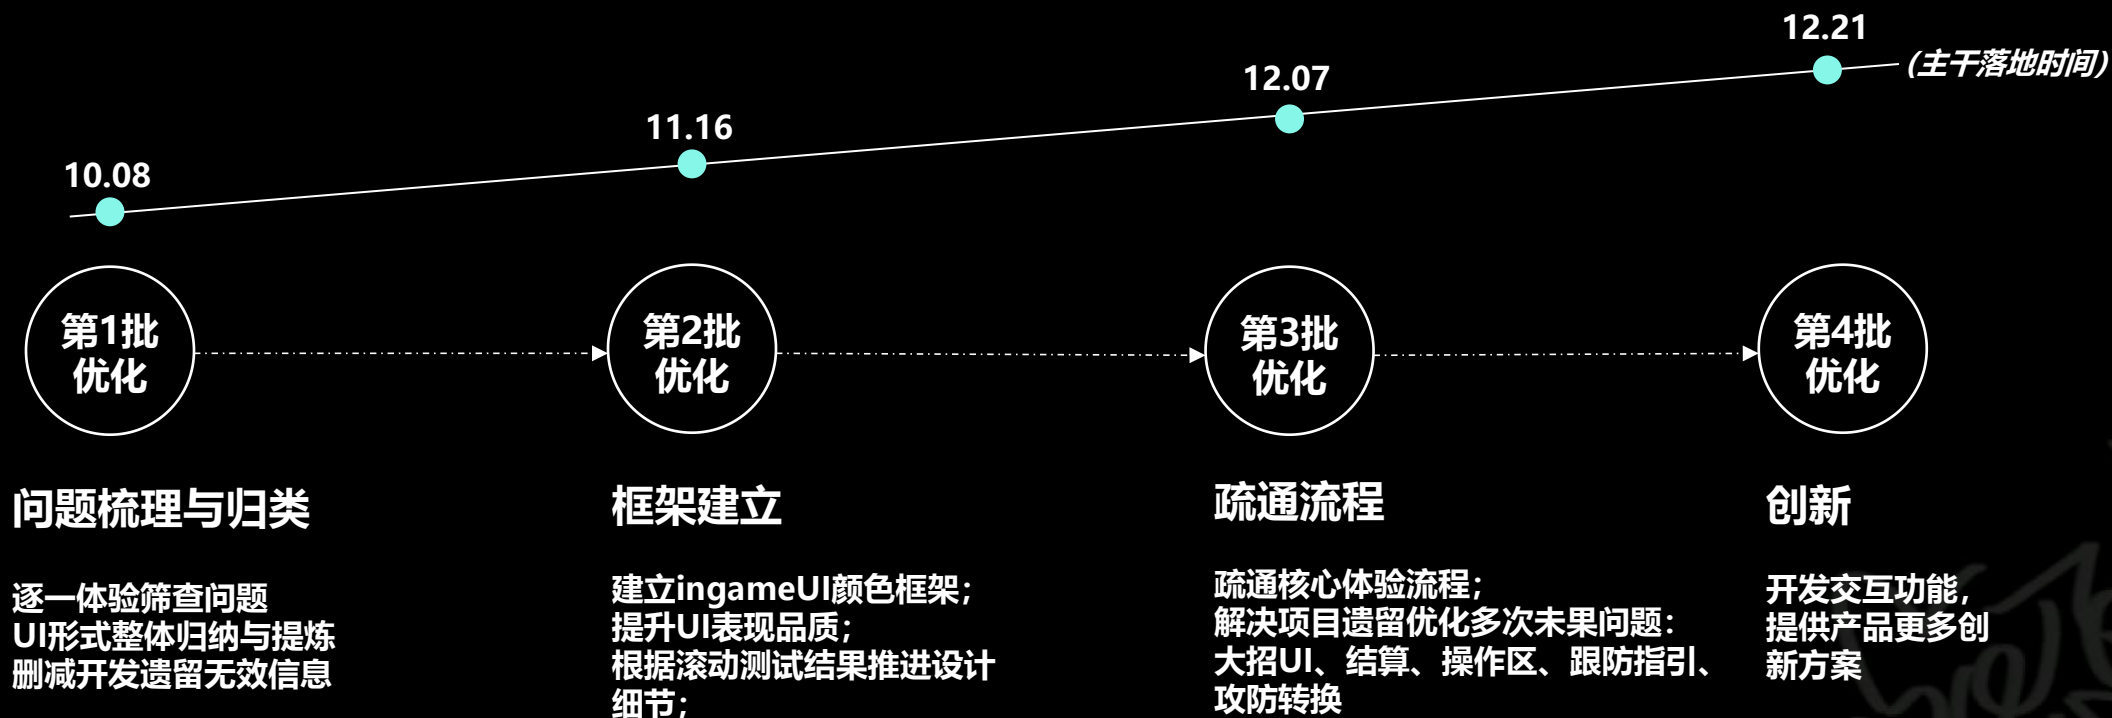 12.21
(主干落地时间)
12.07
11.16
10.08
第1批
优化
第2批
优化
第3批
优化
第4批
优化
问题梳理与归类
逐一体验筛查问题
UI形式整体归纳与提炼
删减开发遗留无效信息
框架建立
建立ingameUI颜色框架；
提升UI表现品质；
根据滚动测试结果推进设计
细节；
疏通流程
疏通核心体验流程；
解决项目遗留优化多次未果问题：
大招UI、结算、操作区、跟防指引、
攻防转换
创新
开发交互功能，
提供产品更多创
新方案